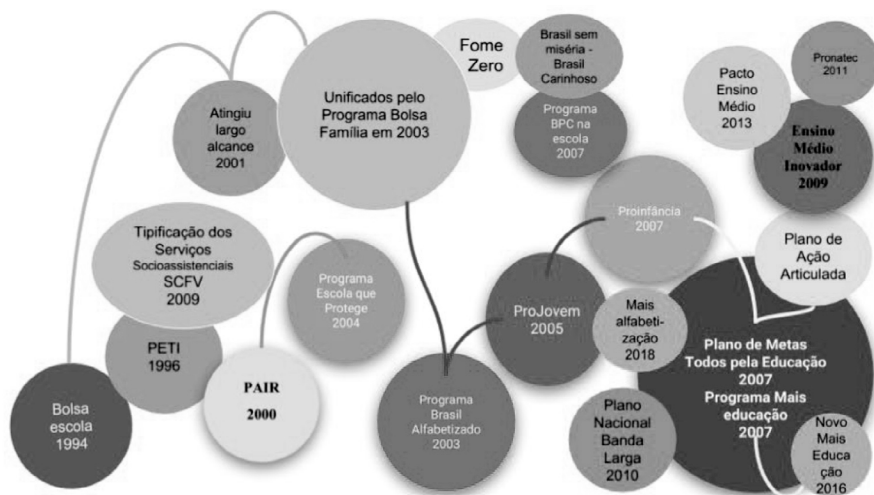 Fome
Zero
Brasil sem
miséria -
Brasil
Carinhoso
Pronatec
2011
Pacto
Ensino
Médio
2013
Atingiu
largo
alcance
2001
Unificados pelo
Programa Bolsa
Família em 2003
Programa
BPC na
escola
2007
Ensino
Médio
Inovador
2009
Tipificação dos
Serviços
Socioassistenciais
SCFV
2009
Programa
Escola que
Protege
2004
Proinfância
2007
Plano de
Ação
Articulada
ProJovem
2005
Mais
alfabeti-
zação
2018
PETI
1996
PAIR
2000
Plano de Metas
Todos pela Educação
2007
Programa Mais
educação
2007
Bolsa
escola
1994
Programa
Brasil
Alfabetizado
2003
Plano
Nacional
Banda
Larga
2010
Novo
Mais
Educa
ção
2016